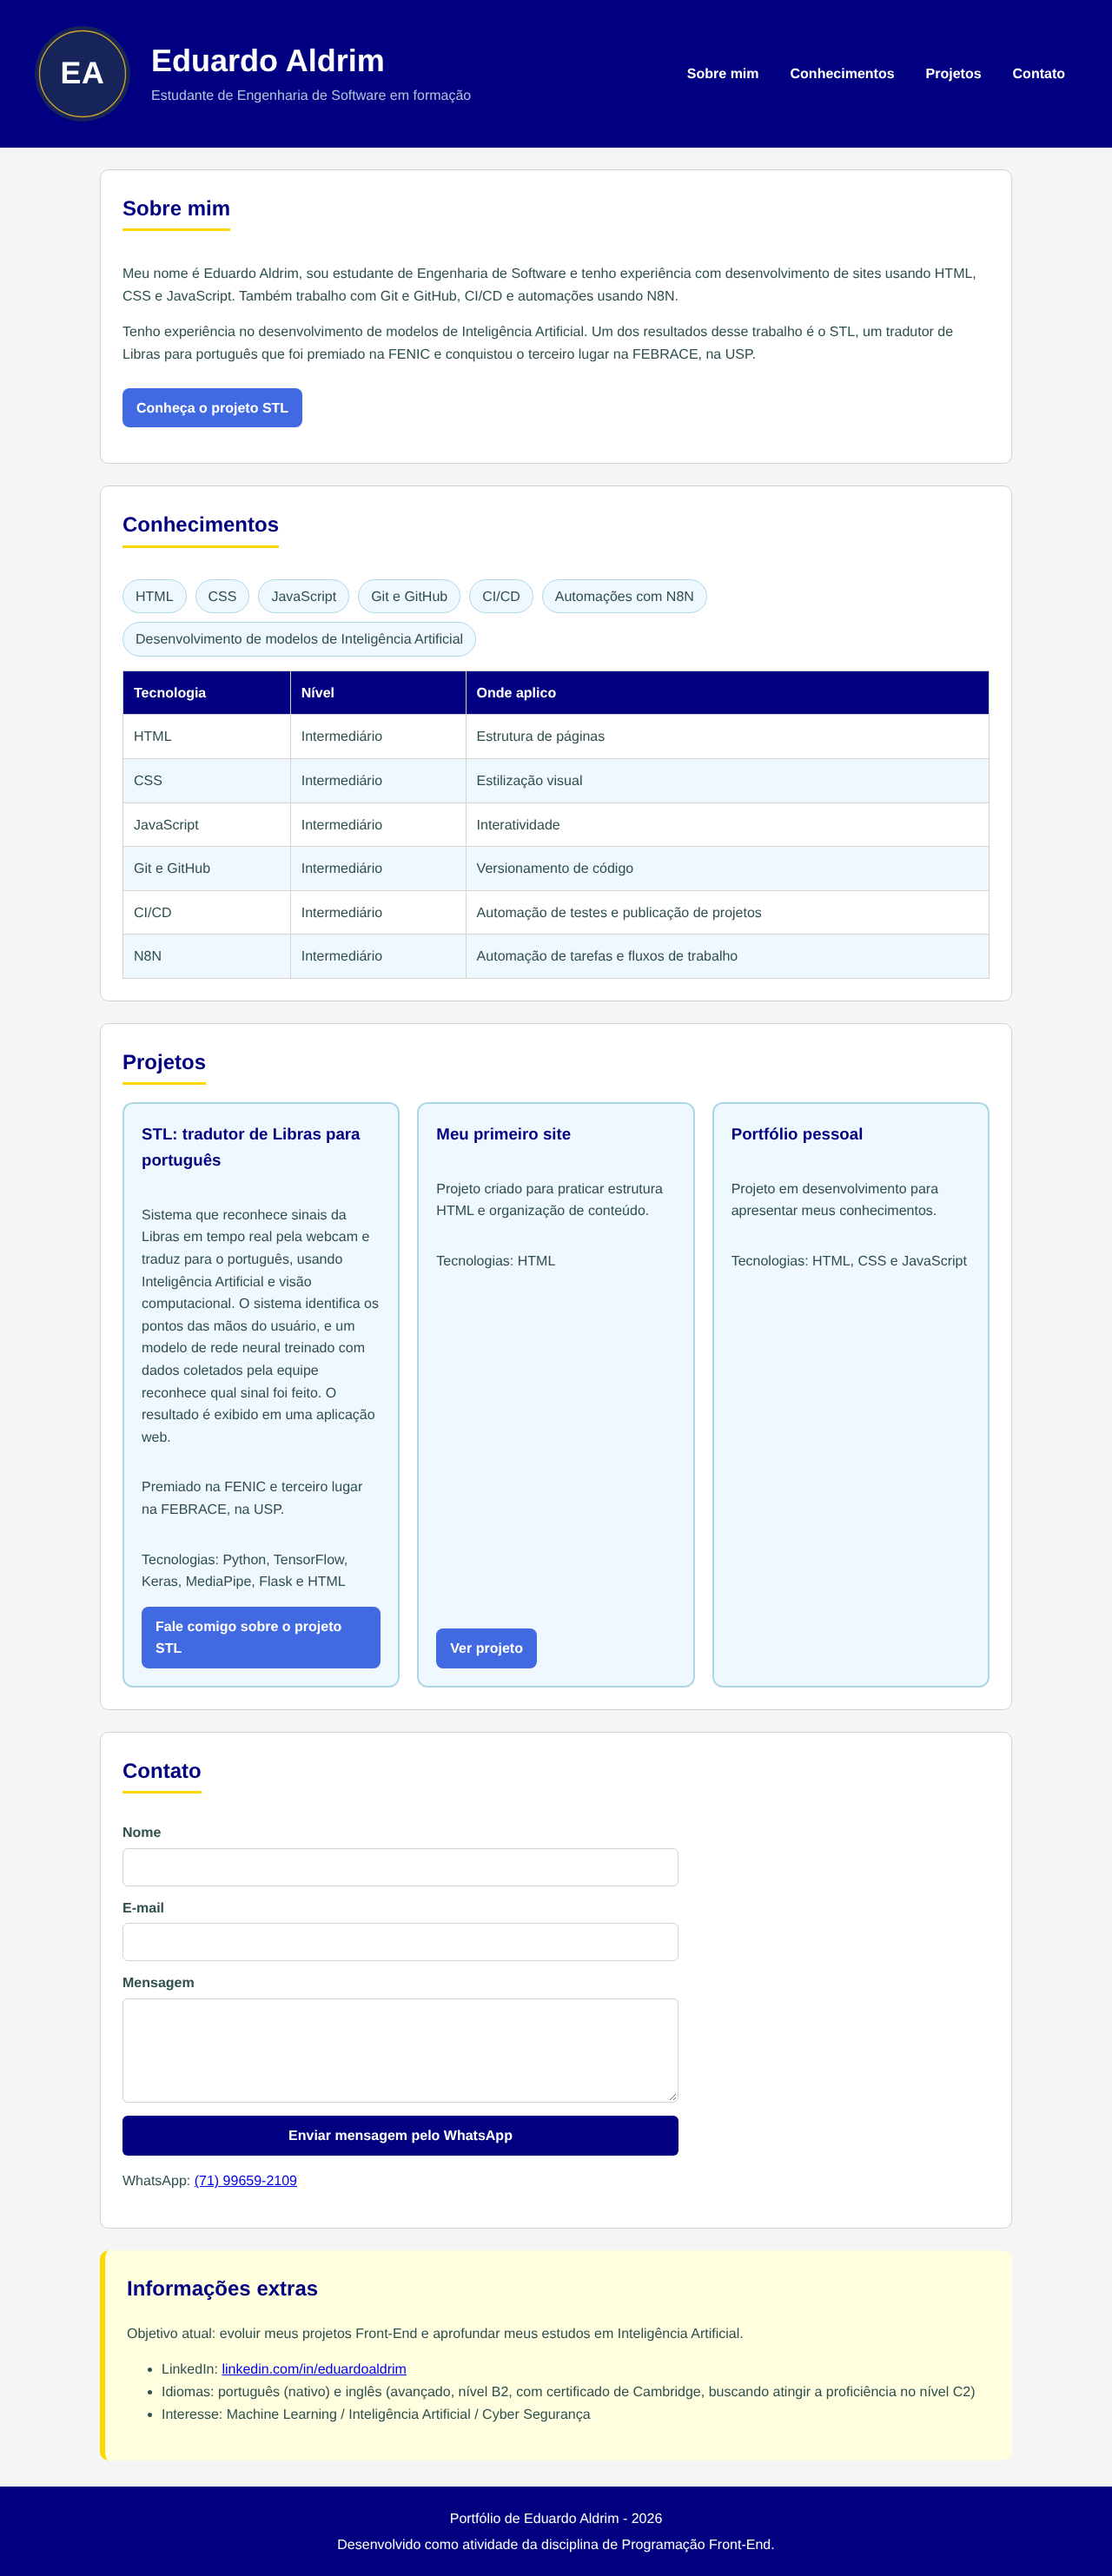 EA
Eduardo Aldrim
Estudante de Engenharia de Software em formação
Sobre mim
Conhecimentos
Projetos
Contato
Sobre mim
Meu nome é Eduardo Aldrim, sou estudante de Engenharia de Software e tenho experiência com desenvolvimento de sites usando HTML,
CSS e JavaScript. Também trabalho com Git e GitHub, CI/CD e automações usando N8N.
Tenho experiência no desenvolvimento de modelos de Inteligência Artificial. Um dos resultados desse trabalho é o STL, um tradutor de
Libras para português que foi premiado na FENIC e conquistou o terceiro lugar na FEBRACE, na USP.
Conheça o projeto STL
Conhecimentos
HTML
CSS
JavaScript
Git e GitHub
CI/CD
Automações com N8N
Desenvolvimento de modelos de Inteligência Artificial
Tecnologia Nível Onde aplico
HTML Intermediário Estrutura de páginas
CSS Intermediário Estilização visual
JavaScript Intermediário Interatividade
Git e GitHub Intermediário Versionamento de código
CI/CD Intermediário Automação de testes e publicação de projetos
N8N Intermediário Automação de tarefas e fluxos de trabalho
Projetos
STL: tradutor de Libras para
português
Sistema que reconhece sinais da
Libras em tempo real pela webcam e
traduz para o português, usando
Inteligência Artificial e visão
computacional. O sistema identifica os
pontos das mãos do usuário, e um
modelo de rede neural treinado com
dados coletados pela equipe
reconhece qual sinal foi feito. O
resultado é exibido em uma aplicação
web.
Premiado na FENIC e terceiro lugar
na FEBRACE, na USP.
Tecnologias: Python, TensorFlow,
Keras, MediaPipe, Flask e HTML
Fale comigo sobre o projeto
STL
Meu primeiro site
Projeto criado para praticar estrutura
HTML e organização de conteúdo.
Tecnologias: HTML
Ver projeto
Portfólio pessoal
Projeto em desenvolvimento para
apresentar meus conhecimentos.
Tecnologias: HTML, CSS e JavaScript
Contato
Nome
E-mail
Mensagem
Enviar mensagem pelo WhatsApp
WhatsApp: (71) 99659-2109
Informações extras
Objetivo atual: evoluir meus projetos Front-End e aprofundar meus estudos em Inteligência Artificial.
LinkedIn: linkedin.com/in/eduardoaldrim
Idiomas: português (nativo) e inglês (avançado, nível B2, com certificado de Cambridge, buscando atingir a proficiência no nível C2)
Interesse: Machine Learning / Inteligência Artificial / Cyber Segurança
Portfólio de Eduardo Aldrim - 2026
Desenvolvido como atividade da disciplina de Programação Front-End.